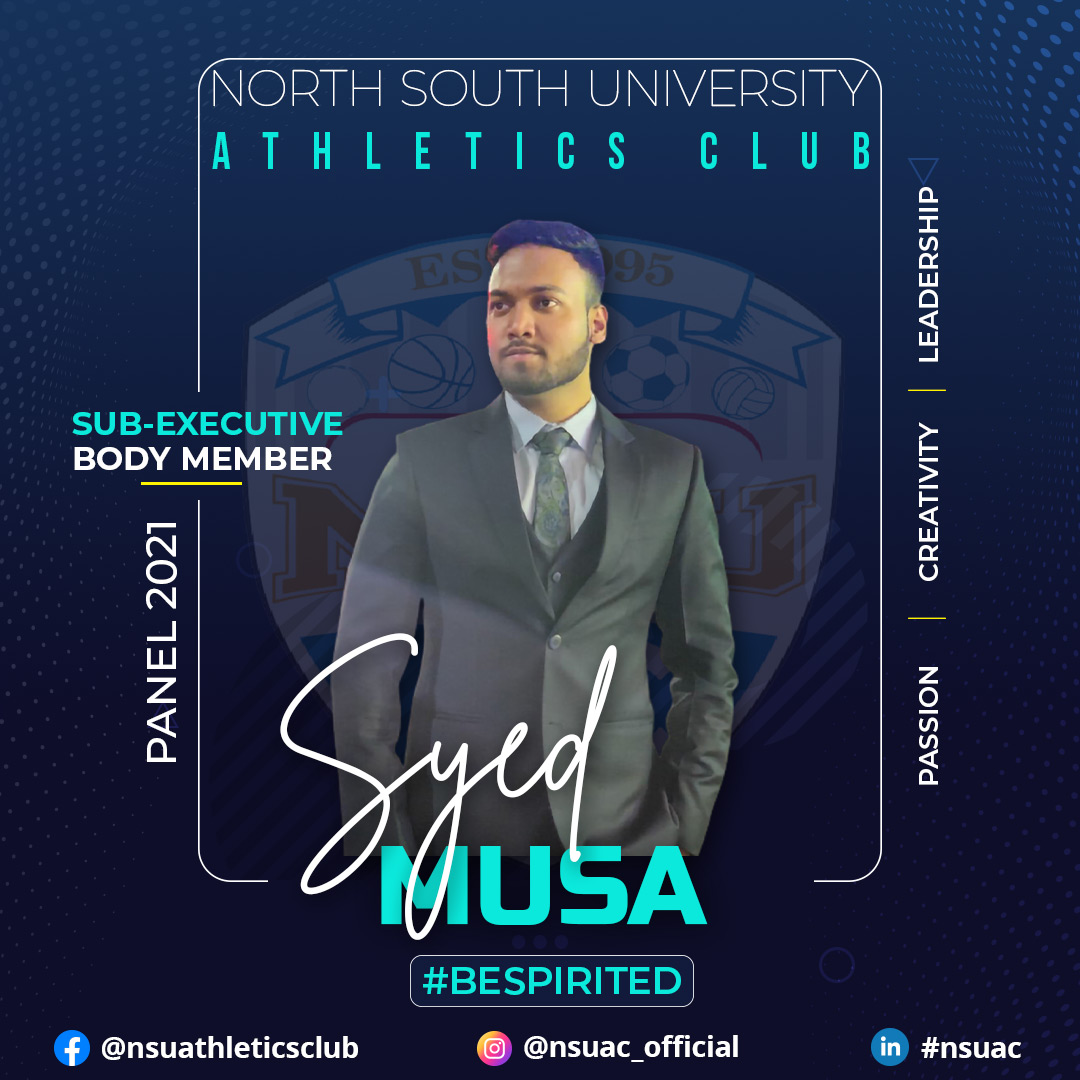 NORTH SOUTH UNIVERSITY
ATHLETICS CLUB
LEADERSHIP
CREATIVITY
PASSION
SUB-EXECUTIVE
BODY MEMBER
PANEL 2021
Syed
MUSA
#BESPIRITED
@nsuathleticsclub
@nsuac_official
in
#nsuac